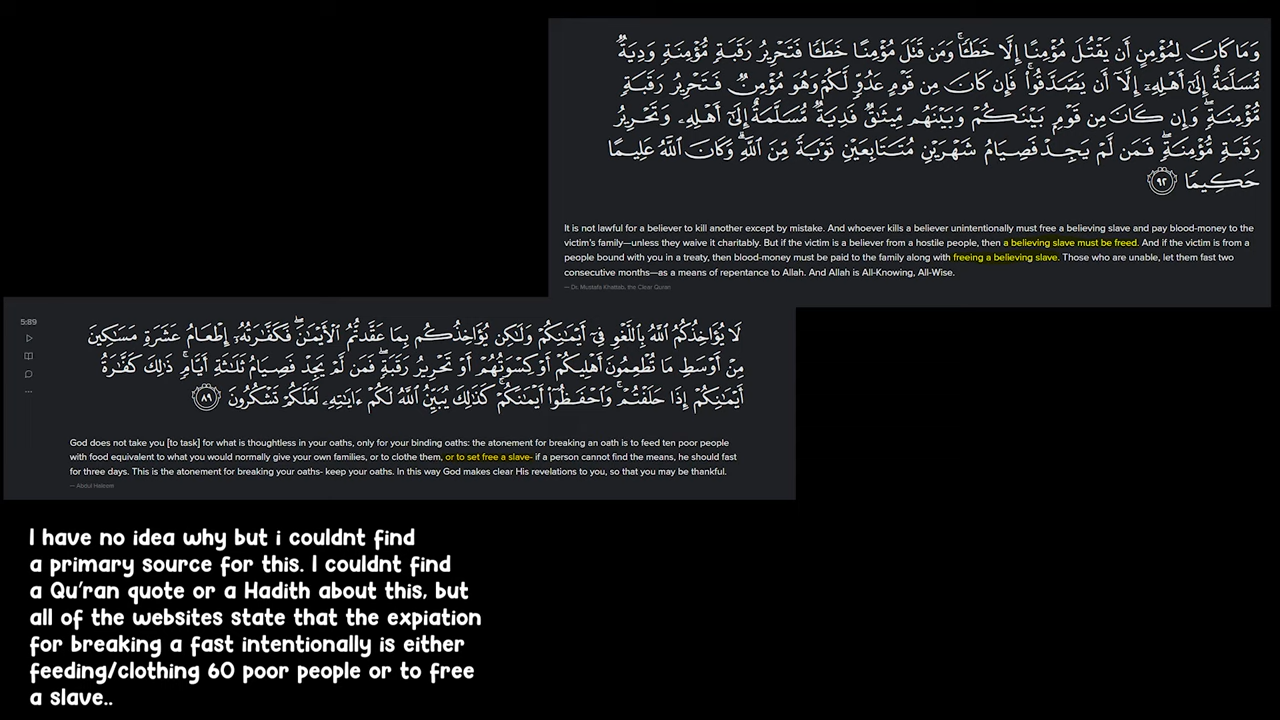 وَمَا كَانَ لِمُؤْمِنٍ أَن يَقْتُلَ مُؤْمِنًا إِلَّا خَطَـًٔا ۚ وَمَن قَتَلَ مُؤْمِنًا خَطَـًٔا فَتَحْرِيرُ رَقَبَةٍ مُّؤْمِنَةٍ وَدِيَةٌ
مُّسَلَّمَةٌ إِلَىٰٓ أَهْلِهِۦٓ إِلَّآ أَن يَصَّدَّقُوا۟ ۚ فَإِن كَانَ مِن قَوْمٍ عَدُوٍّ لَّكُمْ وَهُوَ مُؤْمِنٌ فَتَحْرِيرُ رَقَبَةٍ
مُّؤْمِنَةٍ ۖ وَإِن كَانَ مِن قَوْمٍۭ بَيْنَكُمْ وَبَيْنَهُم مِّيثَـٰقٌ فَدِيَةٌ مُّسَلَّمَةٌ إِلَىٰٓ أَهْلِهِۦ وَتَحْرِيرُ
رَقَبَةٍ مُّؤْمِنَةٍ ۖ فَمَن لَّمْ يَجِدْ فَصِيَامُ شَهْرَيْنِ مُتَتَابِعَيْنِ تَوْبَةً مِّنَ ٱللَّهِ ۗ وَكَانَ ٱللَّهُ عَلِيمًا
حَكِيمًا ٩٢
It is not lawful for a believer to kill another except by mistake. And whoever kills a believer unintentionally must free a believing slave and pay blood-money to the
victim's family—unless they waive it charitably. But if the victim is a believer from a hostile people, then a believing slave must be freed. And if the victim is from a
people bound with you in a treaty, then blood-money must be paid to the family along with freeing a believing slave. Those who are unable, let them fast two
consecutive months—as a means of repentance to Allah. And Allah is All-Knowing, All-Wise.
— Dr. Mustafa Khattab, the Clear Quran
5:89
لَا يُؤَاخِذُكُمُ ٱللَّهُ بِٱللَّغْوِ فِىٓ أَيْمَـٰنِكُمْ وَلَـٰكِن يُؤَاخِذُكُم بِمَا عَقَّدتُّمُ ٱلْأَيْمَـٰنَ ۖ فَكَفَّـٰرَتُهُۥٓ إِطْعَامُ عَشَرَةِ مَسَـٰكِينَ
مِنْ أَوْسَطِ مَا تُطْعِمُونَ أَهْلِيكُمْ أَوْ كِسْوَتُهُمْ أَوْ تَحْرِيرُ رَقَبَةٍ ۖ فَمَن لَّمْ يَجِدْ فَصِيَامُ ثَلَـٰثَةِ أَيَّامٍ ۚ ذَٰلِكَ كَفَّـٰرَةُ
أَيْمَـٰنِكُمْ إِذَا حَلَفْتُمْ ۚ وَٱحْفَظُوٓا۟ أَيْمَـٰنَكُمْ ۚ كَذَٰلِكَ يُبَيِّنُ ٱللَّهُ لَكُمْ ءَايَـٰتِهِۦ لَعَلَّكُمْ تَشْكُرُونَ ٨٩
God does not take you [to task] for what is thoughtless in your oaths, only for your binding oaths: the atonement for breaking an oath is to feed ten poor people
with food equivalent to what you would normally give your own families, or to clothe them, or to set free a slave- if a person cannot find the means, he should fast
for three days. This is the atonement for breaking your oaths- keep your oaths. In this way God makes clear His revelations to you, so that you may be thankful.
— Abdul Haleem
I have no idea why but i couldnt find
a primary source for this. I couldnt find
a Qu'ran quote or a Hadith about this, but
all of the websites state that the expiation
for breaking a fast intentionally is either
feeding/clothing 60 poor people or to free
a slave..